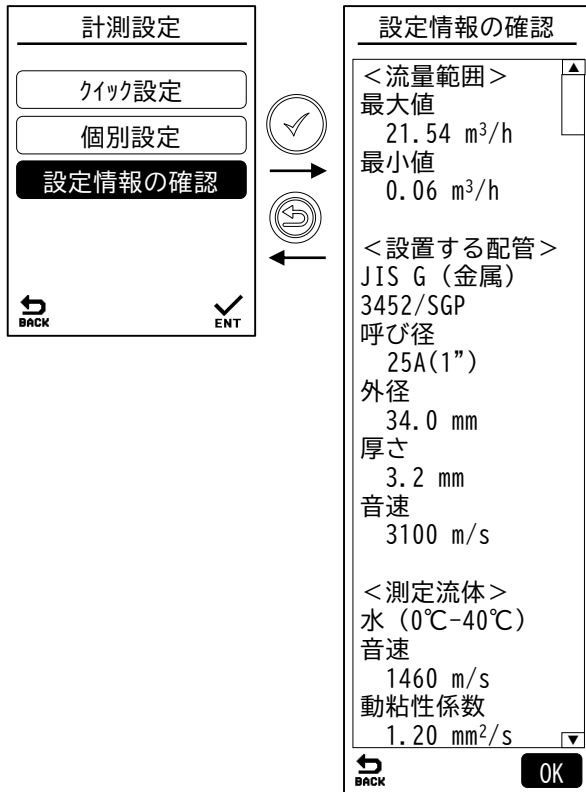 計測設定
ｸｲｯｸ設定
個別設定
設定情報の確認
BACK
ENT
設定情報の確認
＜流量範囲＞
最大値
21.54 m³/h
最小値
0.06 m³/h
＜設置する配管＞
JIS G (金属)
3452/SGP
呼び径
25A(1”)
外径
34.0 mm
厚さ
3.2 mm
音速
3100 m/s
＜測定流体＞
水 (0℃-40℃)
音速
1460 m/s
動粘性係数
1.20 mm²/s
BACK
OK